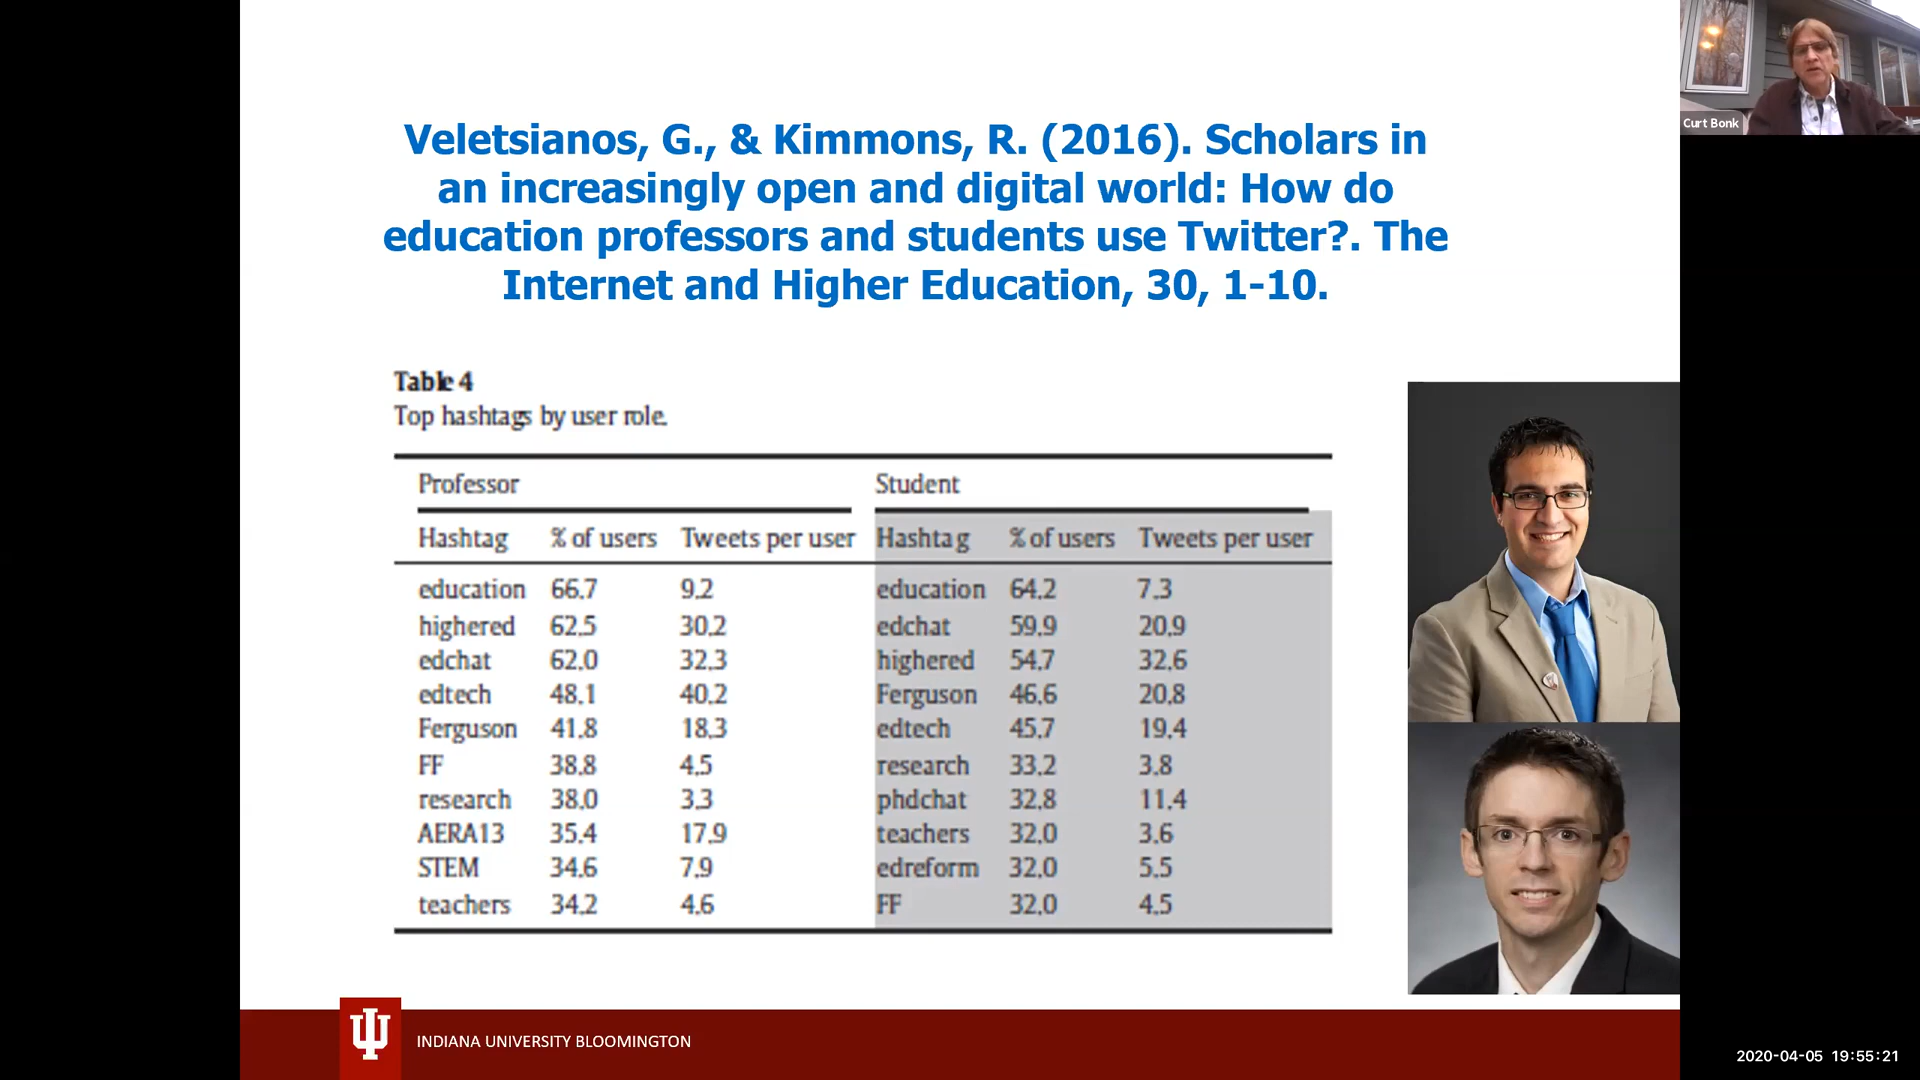 Veletsianos, G., & Kimmons, R. (2016). Scholars in
an increasingly open and digital world: How do
education professors and students use Twitter?. The
Internet and Higher Education, 30, 1-10.
Curt Bonk
Table 4
Top hashtags by user role.
Professor Student
Hashtag % of users Tweets per user Hashtag % of users Tweets per user
education 66.7 9.2 education 64.2 7.3
highered 62.5 30.2 edchat 59.9 20.9
edchat 62.0 32.3 highered 54.7 32.6
edtech 48.1 40.2 Ferguson 46.6 20.8
Ferguson 41.8 18.3 edtech 45.7 19.4
FF 38.8 4.5 research 33.2 3.8
research 38.0 3.3 phdchat 32.8 11.4
AERA13 35.4 17.9 teachers 32.0 3.6
STEM 34.6 7.9 edreform 32.0 5.5
teachers 34.2 4.6 FF 32.0 4.5
INDIANA UNIVERSITY BLOOMINGTON
2020-04-05 19:55:21